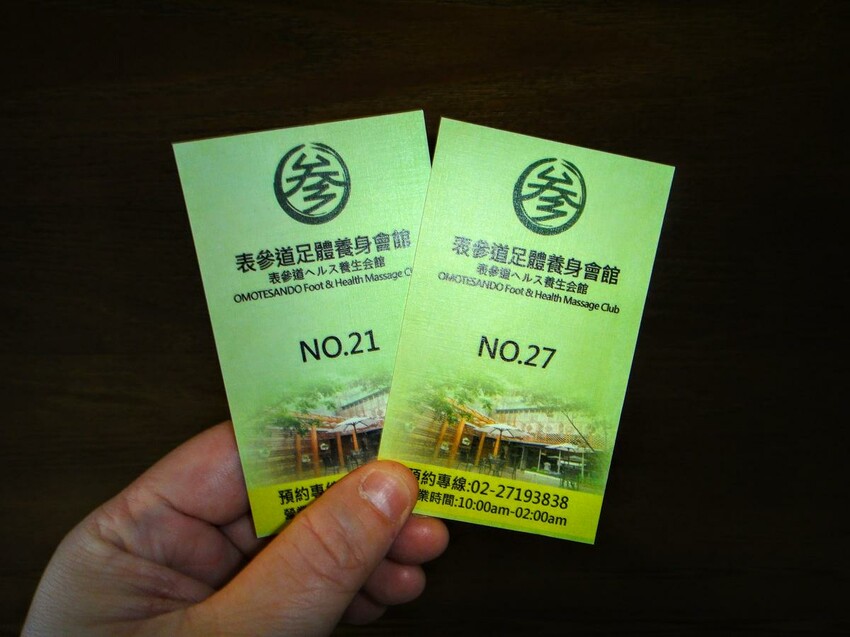 参
表參道足體養身會館
表參道ヘルス養生会館
OMOTESANDO Foot & Health Massage
NO.21
預約專線
参
表參道足體養身會館
表參道ヘルス養生会館
OMOTESANDO Foot & Health Massage Club
NO.27
預約專線:02-27193838
業時間:10:00am-02:00am